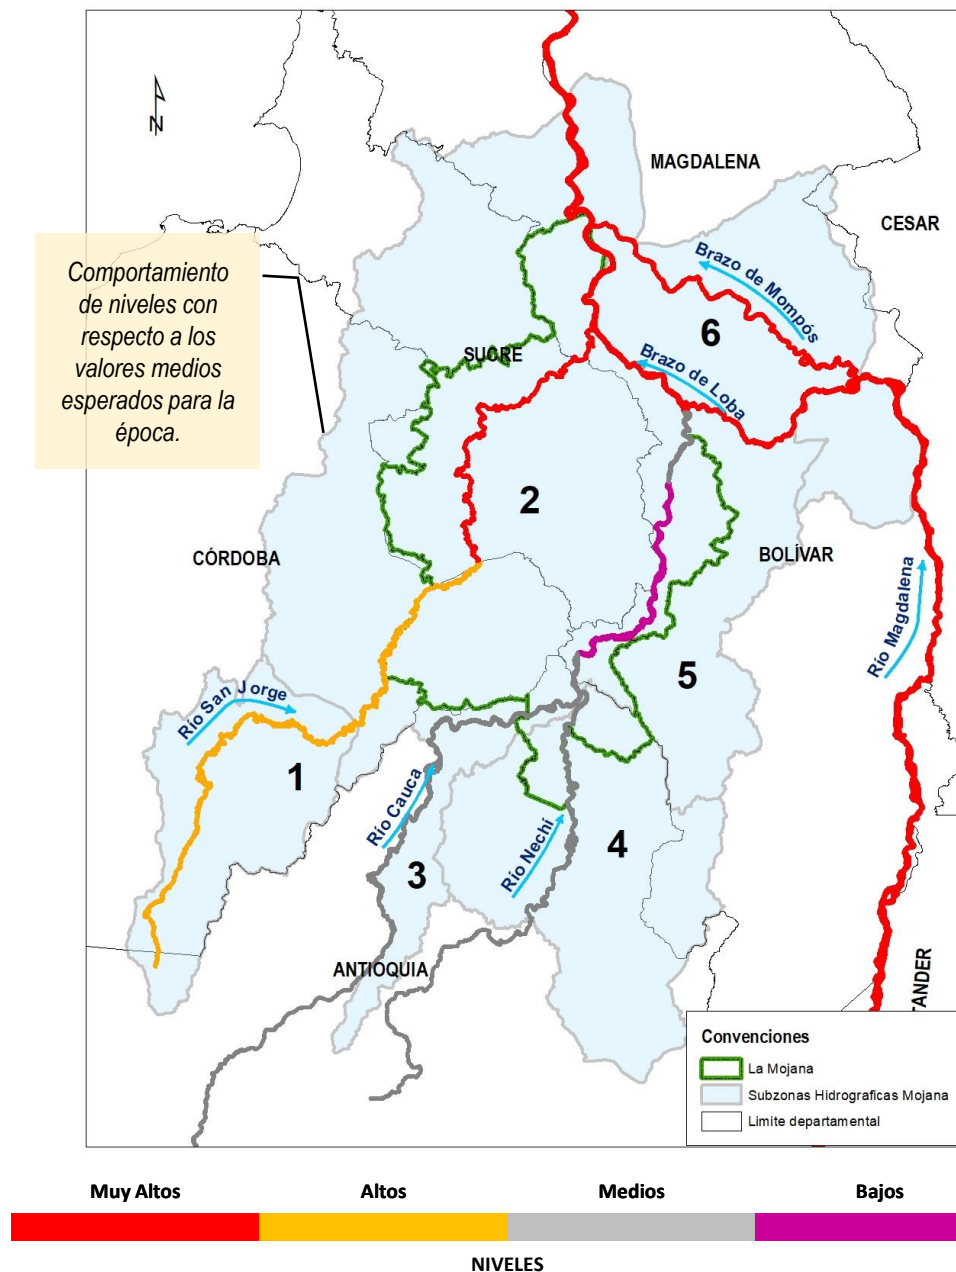 N
MAGDALENA
CESAR
Comportamiento
de niveles con
respecto a los
valores medios
esperados para la
época.
Brazo de Mompós
6
SUCRE
Brazo de Loba
2
CÓRDOBA
BOLÍVAR
Río Magdalena
5
Río San Jorge
1
Río Cauca
Río Nechí
4
3
ANTIOQUIA
TANDER
Convenciones
La Mojana
Subzonas Hidrograficas Mojana
Limite departamental
Muy Altos
Altos
Medios
Bajos
NIVELES